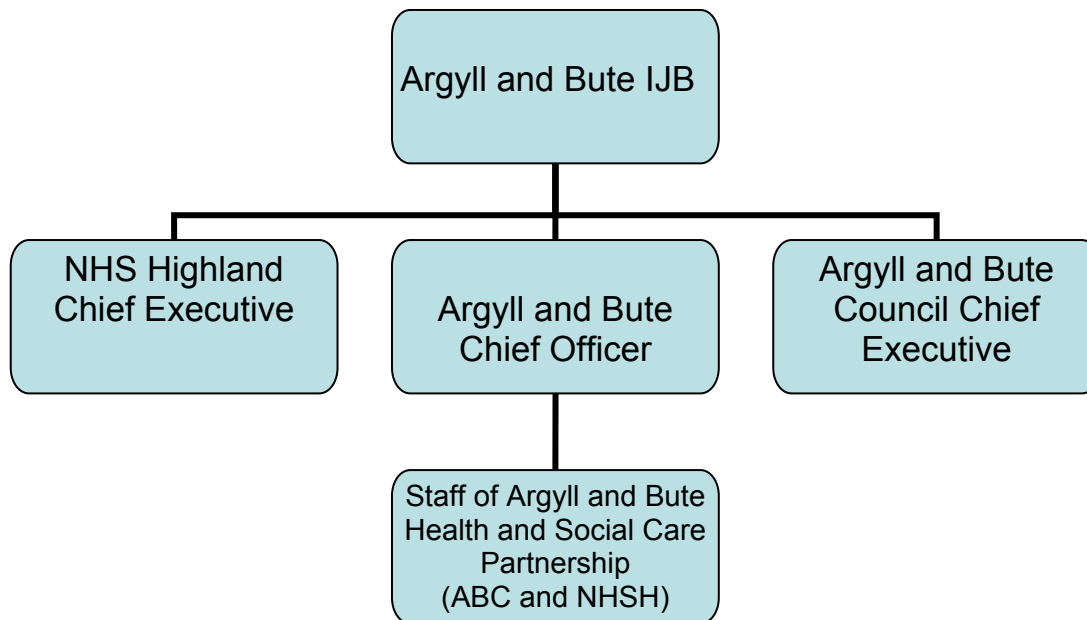 Argyll and Bute IJB
NHS Highland
Chief Executive
Argyll and Bute
Chief Officer
Argyll and Bute
Council Chief
Executive
Staff of Argyll and Bute
Health and Social Care
Partnership
(ABC and NHSH)